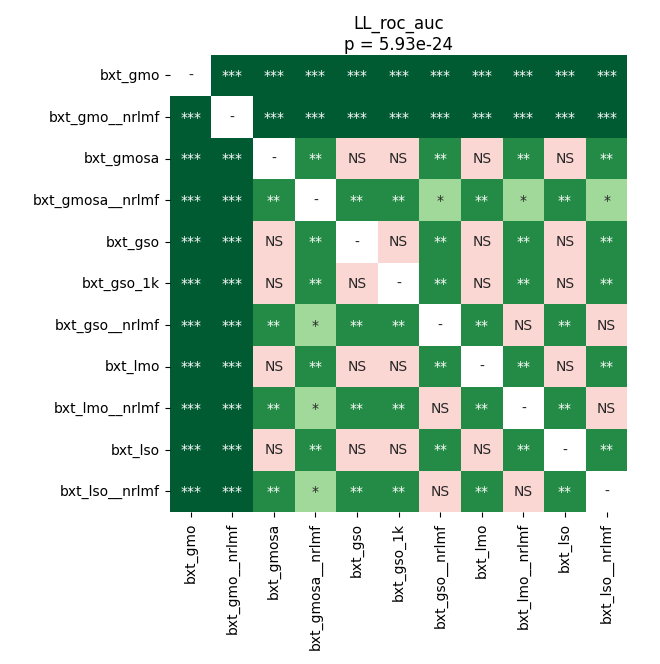 LL_roc_auc
p = 5.93e-24
bxt_gmo - *** *** *** *** *** *** *** *** *** ***
bxt_gmo__nrlmf *** - *** *** *** *** *** *** *** *** ***
bxt_gmosa *** *** - ** NS NS ** NS ** NS **
bxt_gmosa__nrlmf *** *** ** - ** ** * ** * ** *
bxt_gso *** *** NS ** - NS ** NS ** NS **
bxt_gso_1k *** *** NS ** NS - ** NS ** NS **
bxt_gso__nrlmf *** *** ** * ** ** - ** NS ** NS
bxt_lmo *** *** NS ** NS NS ** - ** NS **
bxt_lmo__nrlmf *** *** ** * ** ** NS ** - ** NS
bxt_lso *** *** NS ** NS NS ** NS ** - **
bxt_lso__nrlmf *** *** ** * ** ** NS ** NS ** -
bxt_gmo
bxt_gmo__nrlmf
bxt_gmosa
bxt_gmosa__nrlmf
bxt_gso
bxt_gso_1k
bxt_gso__nrlmf
bxt_lmo
bxt_lmo__nrlmf
bxt_lso
bxt_lso__nrlmf